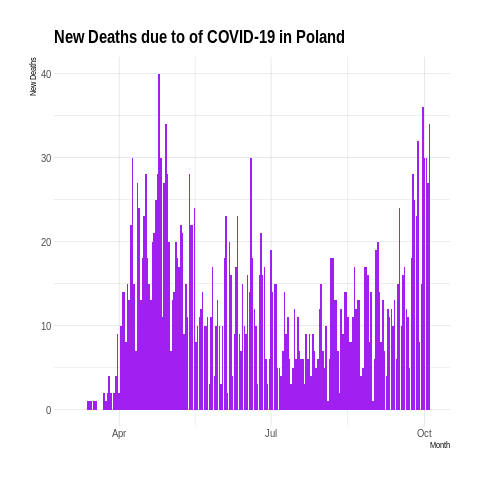 New Deaths due to of COVID-19 in Poland
New Deaths
40
30
20
10
0
Apr
Jul
Oct
Month